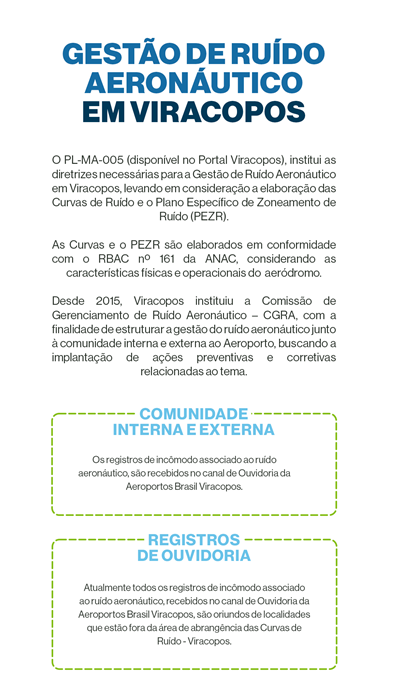 GESTÃO DE RUÍDO
AERONÁUTICO
EM VIRACOPOS
O PL-MA-005 (disponível no Portal Viracopos), institui as
diretrizes necessárias para a Gestão de Ruído Aeronáutico
em Viracopos, levando em consideração a elaboração das
Curvas de Ruído e o Plano Específico de Zoneamento de
Ruído (PEZR).
As Curvas e o PEZR são elaborados em conformidade
com o RBAC nº 161 da ANAC, considerando as
características físicas e operacionais do aeródromo.
Desde 2015, Viracopos instituiu a Comissão de
Gerenciamento de Ruído Aeronáutico – CGRA, com a
finalidade de estruturar a gestão do ruído aeronáutico junto
à comunidade interna e externa ao Aeroporto, buscando a
implantação de ações preventivas e corretivas
relacionadas ao tema.
COMUNIDADE
INTERNA E EXTERNA
Os registros de incômodo associado ao ruído
aeronáutico, são recebidos no canal de Ouvidoria da
Aeroportos Brasil Viracopos.
REGISTROS
DE OUVIDORIA
Atualmente todos os registros de incômodo associado
ao ruído aeronáutico, recebidos no canal de Ouvidoria da
Aeroportos Brasil Viracopos, são oriundos de localidades
que estão fora da área de abrangência das Curvas de
Ruído - Viracopos.